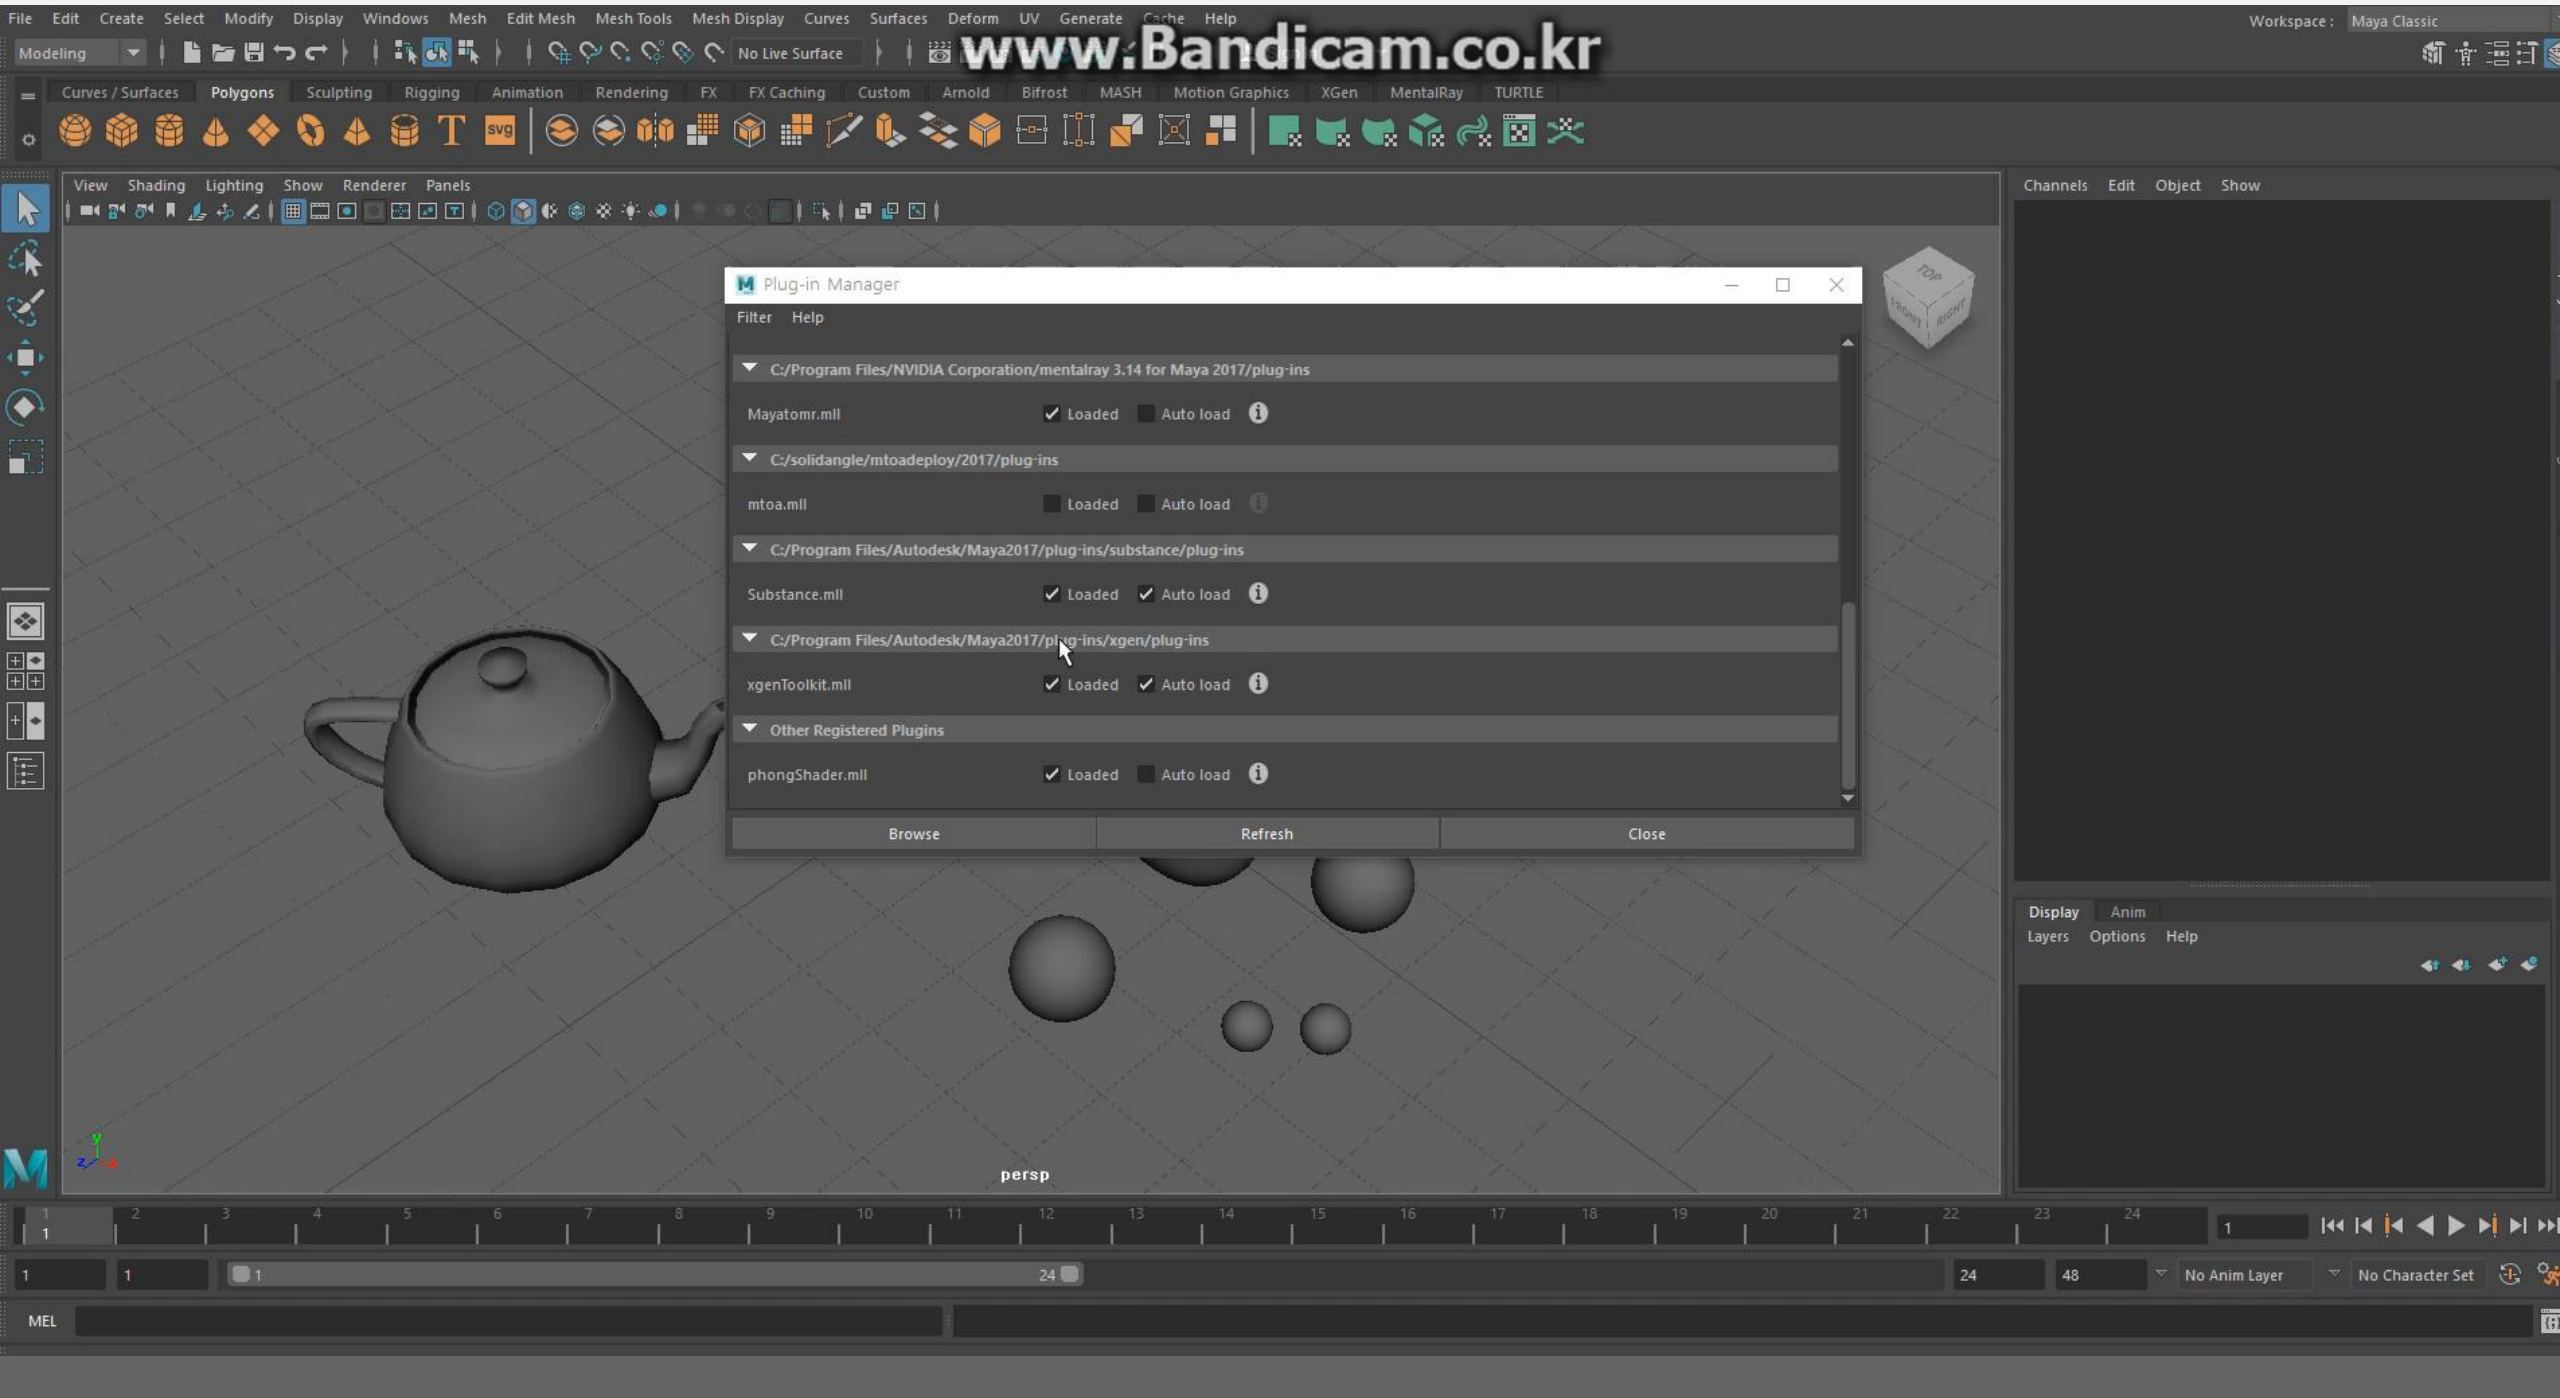 File Edit Create Select Modify Display Windows Mesh Edit Mesh Mesh Tools Mesh Display Curves Surfaces Deform UV Generate Cache Help
Workspace : Maya Classic
www.Bandicam.co.kr
Modeling No Live Surface
Curves / Surfaces Polygons Sculpting Rigging Animation Rendering FX FX Caching Custom Arnold Bifrost MASH Motion Graphics XGen MentalRay TURTLE
T svg
View Shading Lighting Show Renderer Panels
Channels Edit Object Show
TOP
FRONT RIGHT
Plug-in Manager
Filter Help
C:/Program Files/NVIDIA Corporation/mentalray 3.14 for Maya 2017/plug-ins
Mayatomr.mll Loaded Auto load
C:/solidangle/mtoadeploy/2017/plug-ins
mtoa.mll Loaded Auto load
C:/Program Files/Autodesk/Maya2017/plug-ins/substance/plug-ins
Substance.mll Loaded Auto load
C:/Program Files/Autodesk/Maya2017/plug-ins/xgen/plug-ins
xgenToolkit.mll Loaded Auto load
Other Registered Plugins
phongShader.mll Loaded Auto load
Browse Refresh Close
Display Anim
Layers Options Help
y
z x
persp
1 2 3 4 5 6 7 8 9 10 11 12 13 14 15 16 17 18 19 20 21 22 23 24
1 1
1 1 1 24 24 48 No Anim Layer No Character Set
MEL